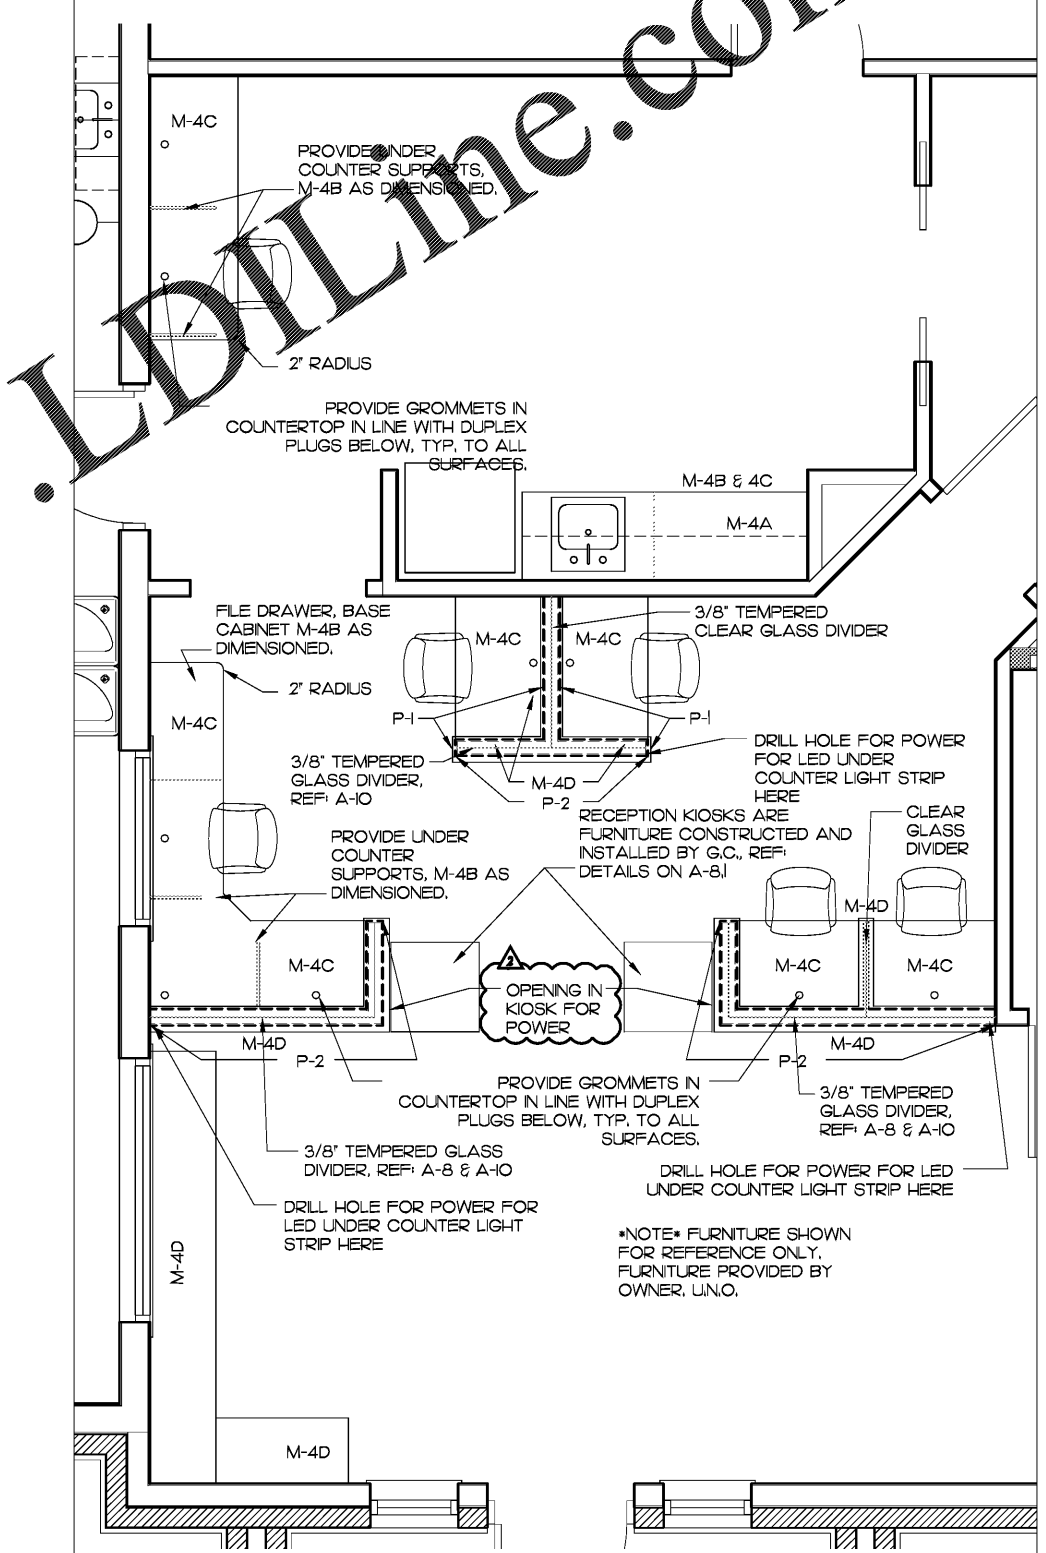 .LDILine.com
M-4C
PROVIDE UNDER
COUNTER SUPPORTS,
M-4B AS DIMENSIONED.
2" RADIUS
PROVIDE GROMMETS IN
COUNTERTOP IN LINE WITH DUPLEX
PLUGS BELOW, TYP. TO ALL
SURFACES.
M-4B & 4C
M-4A
FILE DRAWER, BASE
CABINET M-4B AS
DIMENSIONED.
M-4C
M-4C
3/8" TEMPERED
CLEAR GLASS DIVIDER
2" RADIUS
M-4C
P-1
P-1
3/8" TEMPERED
GLASS DIVIDER,
REF: A-10
M-4D
P-2
DRILL HOLE FOR POWER
FOR LED UNDER
COUNTER LIGHT STRIP
HERE
RECEPTION KIOSKS ARE
FURNITURE CONSTRUCTED AND
INSTALLED BY G.C., REF:
DETAILS ON A-8.1
CLEAR
GLASS
DIVIDER
PROVIDE UNDER
COUNTER
SUPPORTS, M-4B AS
DIMENSIONED.
M-4D
M-4C
2
OPENING IN
KIOSK FOR
POWER
M-4C
M-4C
M-4D
P-2
M-4D
P-2
PROVIDE GROMMETS IN
COUNTERTOP IN LINE WITH DUPLEX
PLUGS BELOW, TYP. TO ALL
SURFACES.
3/8" TEMPERED
GLASS DIVIDER,
REF: A-8 & A-10
3/8" TEMPERED GLASS
DIVIDER, REF: A-8 & A-10
DRILL HOLE FOR POWER FOR LED
UNDER COUNTER LIGHT STRIP HERE
DRILL HOLE FOR POWER FOR
LED UNDER COUNTER LIGHT
STRIP HERE
M-4D
*NOTE* FURNITURE SHOWN
FOR REFERENCE ONLY.
FURNITURE PROVIDED BY
OWNER. U.N.O.
M-4D